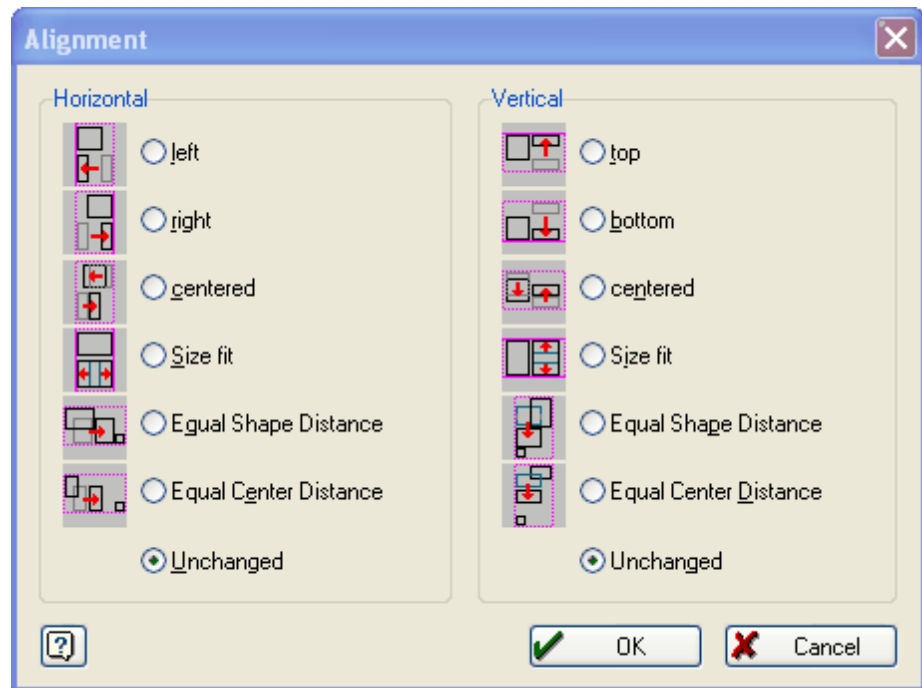 Alignment
Horizontal
left
right
centered
Size fit
Equal Shape Distance
Equal Center Distance
Unchanged
Vertical
top
bottom
centered
Size fit
Equal Shape Distance
Equal Center Distance
Unchanged
?
OK
Cancel